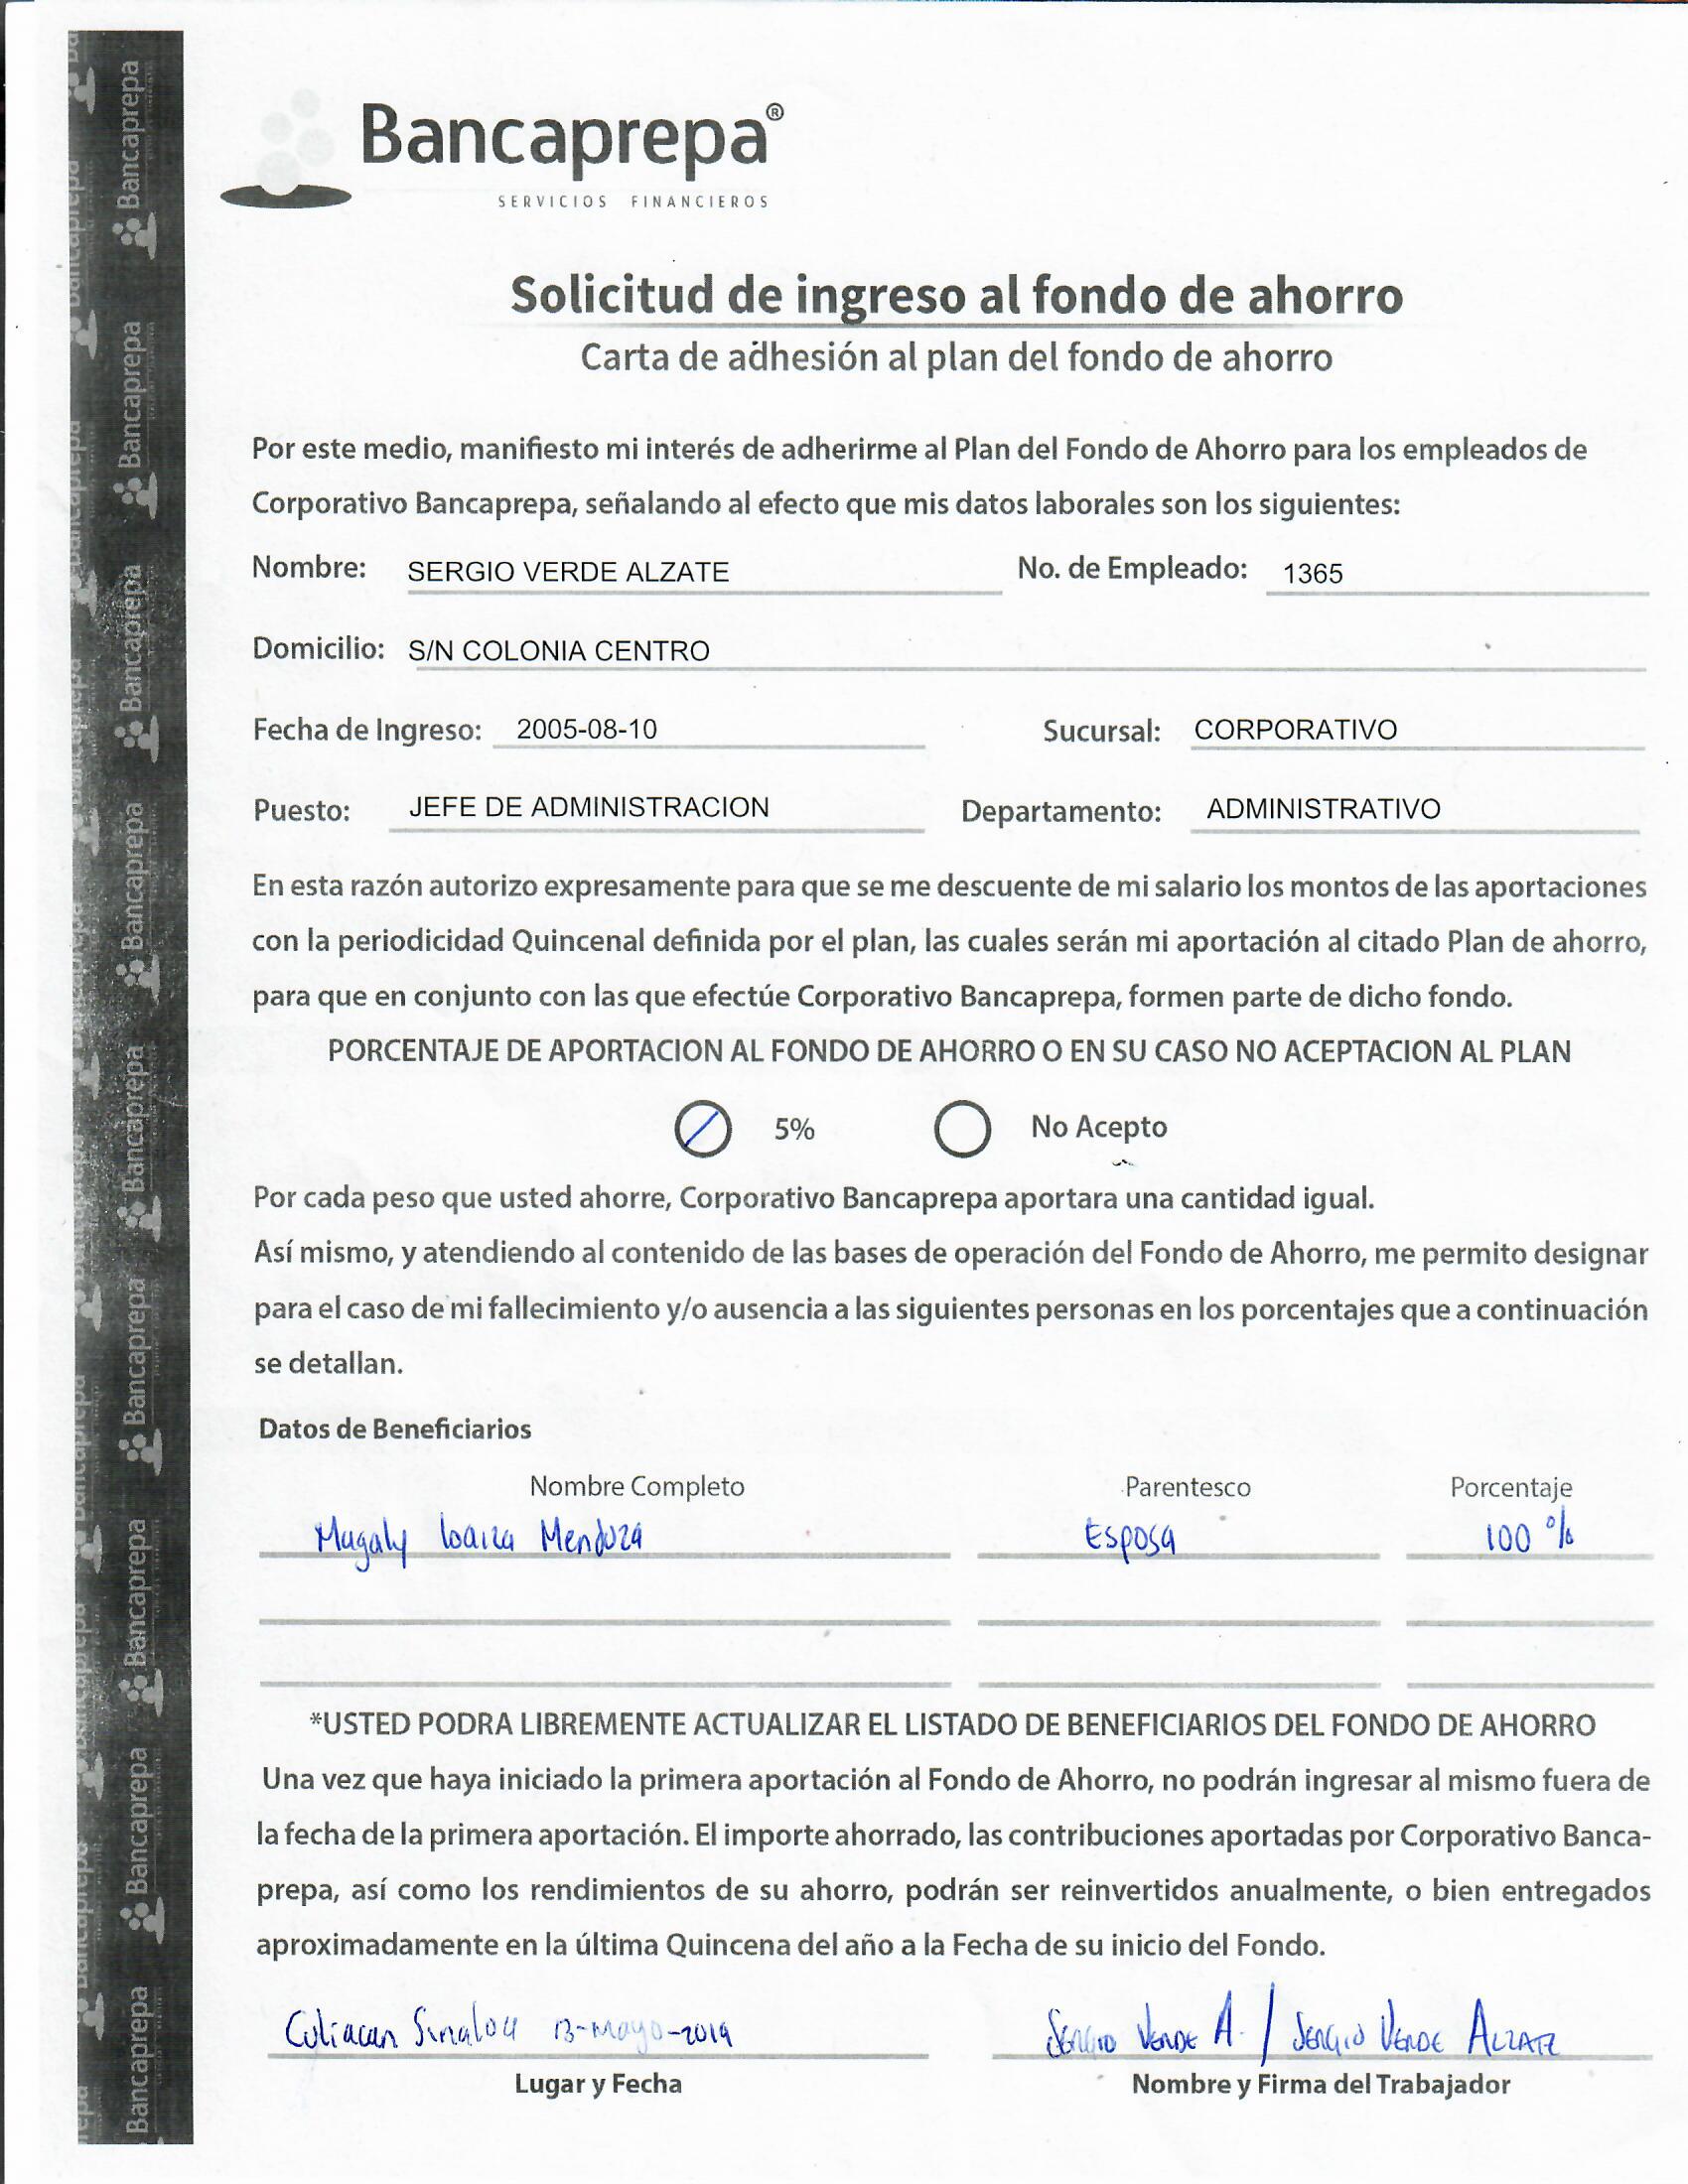 Bancaprepa®
SERVICIOS FINANCIEROS
Solicitud de ingreso al fondo de ahorro
Carta de adhesión al plan del fondo de ahorro
Por este medio, manifiesto mi interés de adherirme al Plan del Fondo de Ahorro para los empleados de
Corporativo Bancaprepa, señalando al efecto que mis datos laborales son los siguientes:
Nombre: SERGIO VERDE ALZATE No. de Empleado: 1365
Domicilio: S/N COLONIA CENTRO
Fecha de Ingreso: 2005-08-10 Sucursal: CORPORATIVO
Puesto: JEFE DE ADMINISTRACION Departamento: ADMINISTRATIVO
En esta razón autorizo expresamente para que se me descuente de mi salario los montos de las aportaciones
con la periodicidad Quincenal definida por el plan, las cuales serán mi aportación al citado Plan de ahorro,
para que en conjunto con las que efectúe Corporativo Bancaprepa, formen parte de dicho fondo.
PORCENTAJE DE APORTACION AL FONDO DE AHORRO O EN SU CASO NO ACEPTACION AL PLAN
5% No Acepto
Por cada peso que usted ahorre, Corporativo Bancaprepa aportara una cantidad igual.
Así mismo, y atendiendo al contenido de las bases de operación del Fondo de Ahorro, me permito designar
para el caso de mi fallecimiento y/o ausencia a las siguientes personas en los porcentajes que a continuación
se detallan.
Datos de Beneficiarios
Nombre Completo Parentesco Porcentaje
Magaly Loaiza Mendoza Esposa 100 %
*USTED PODRA LIBREMENTE ACTUALIZAR EL LISTADO DE BENEFICIARIOS DEL FONDO DE AHORRO
Una vez que haya iniciado la primera aportación al Fondo de Ahorro, no podrán ingresar al mismo fuera de
la fecha de la primera aportación. El importe ahorrado, las contribuciones aportadas por Corporativo Banca-
prepa, así como los rendimientos de su ahorro, podrán ser reinvertidos anualmente, o bien entregados
aproximadamente en la última Quincena del año a la Fecha de su inicio del Fondo.
Culiacan Sinaloa 13-mayo-2019 Sergio Verde A. / Sergio Verde Alzate
Lugar y Fecha Nombre y Firma del Trabajador
Bancaprepa
Bancaprepa
Bancaprepa
Bancaprepa
Bancaprepa
Bancaprepa
Bancaprepa
Bancaprepa
Bancaprepa